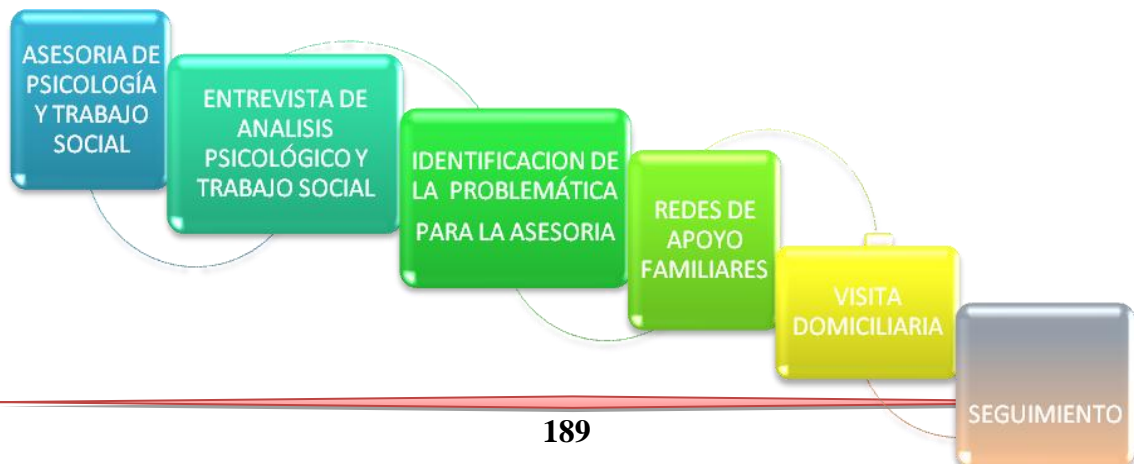 ASESORIA DE
PSICOLOGÍA
Y TRABAJO
SOCIAL
ENTREVISTA DE
ANALISIS
PSICOLÓGICO Y
TRABAJO SOCIAL
IDENTIFICACION DE
LA PROBLEMÁTICA
PARA LA ASESORIA
REDES DE
APOYO
FAMILIARES
VISITA
DOMICILIARIA
SEGUIMIENTO
189